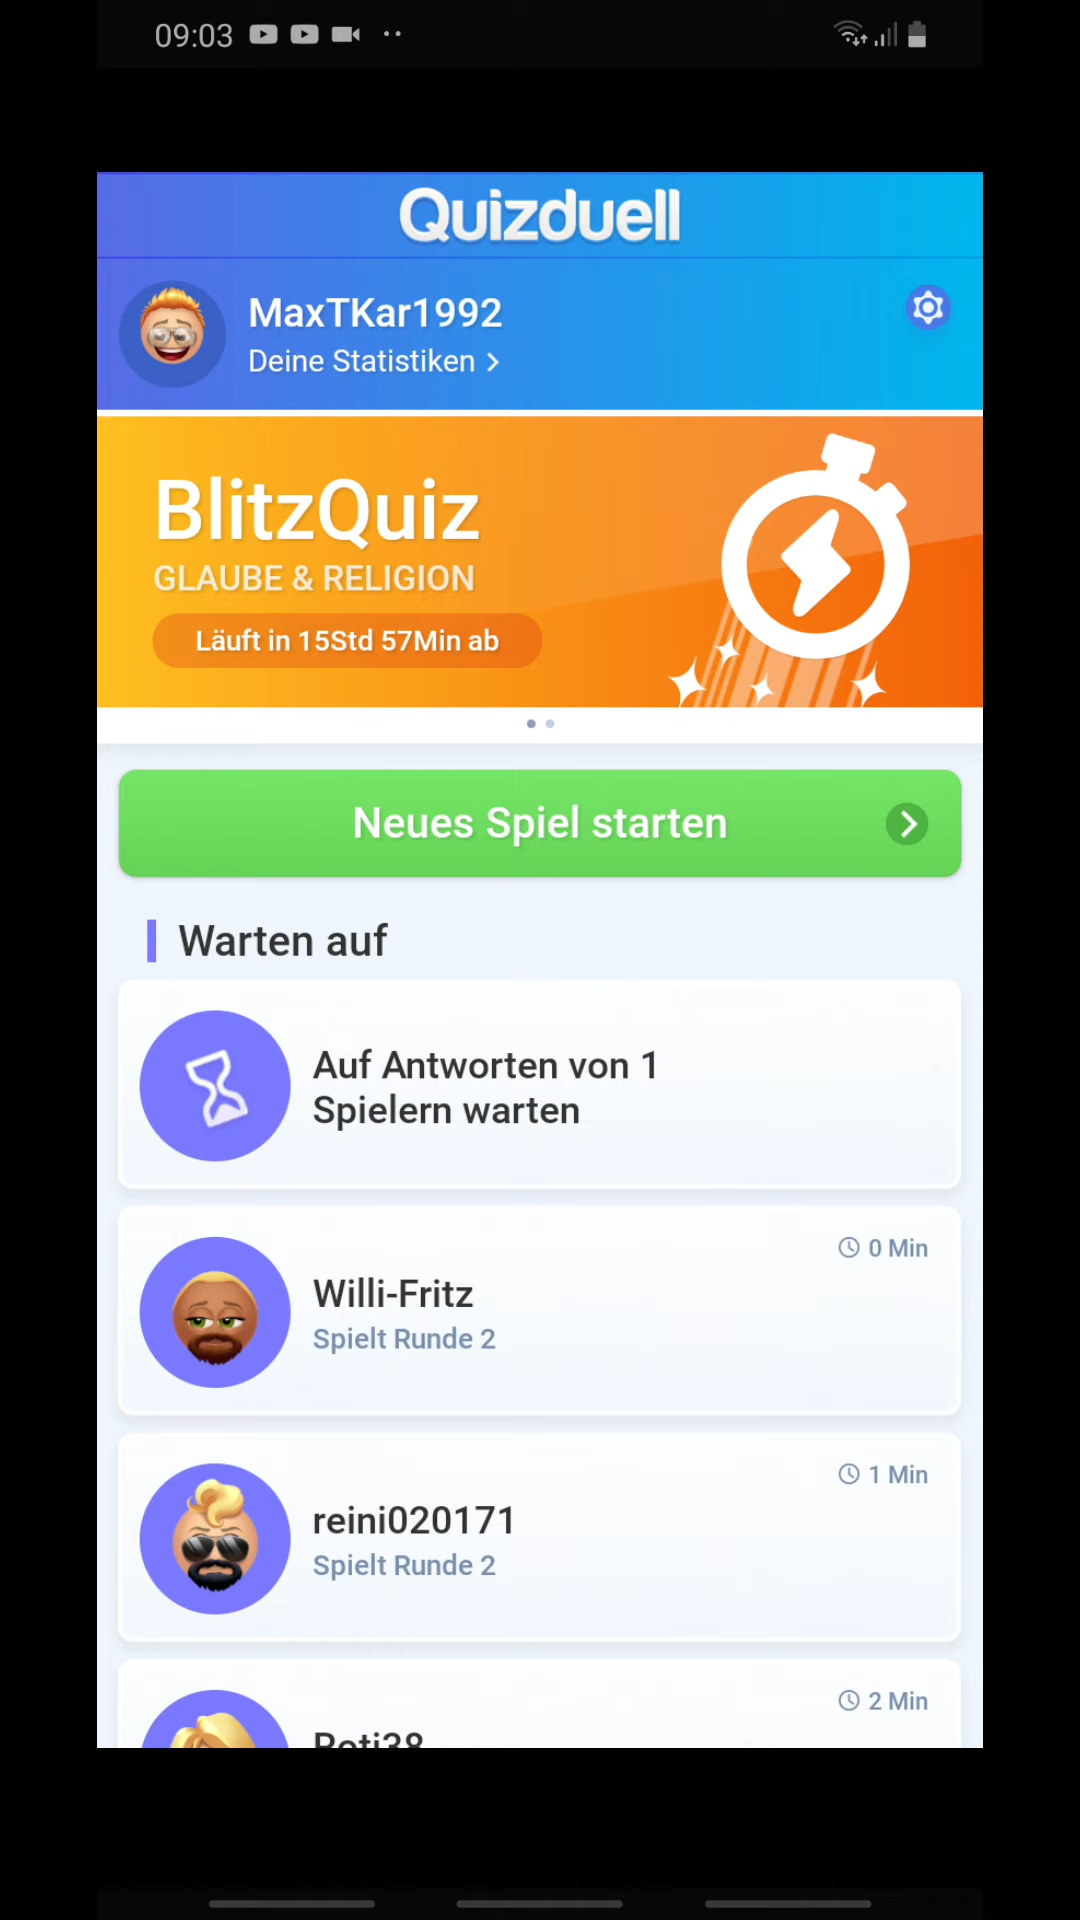 09:03
Quizduell
MaxTKar1992
Deine Statistiken
BlitzQuiz
GLAUBE & RELIGION
Läuft in 15Std 57Min ab
Neues Spiel starten
Warten auf
Auf Antworten von 1
Spielern warten
0 Min
Willi-Fritz
Spielt Runde 2
1 Min
reini020171
Spielt Runde 2
2 Min